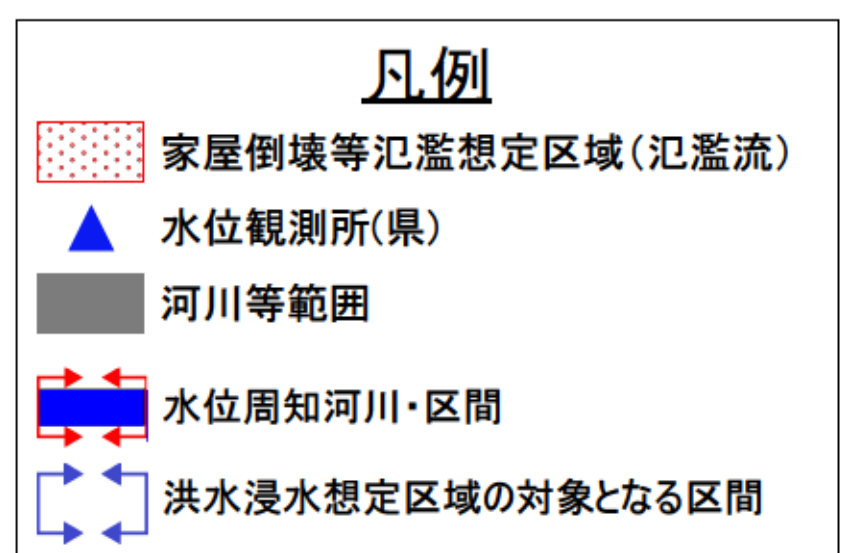 凡例
家屋倒壊等氾濫想定区域(氾濫流)
水位観測所(県)
河川等範囲
水位周知河川・区間
洪水浸水想定区域の対象となる区間